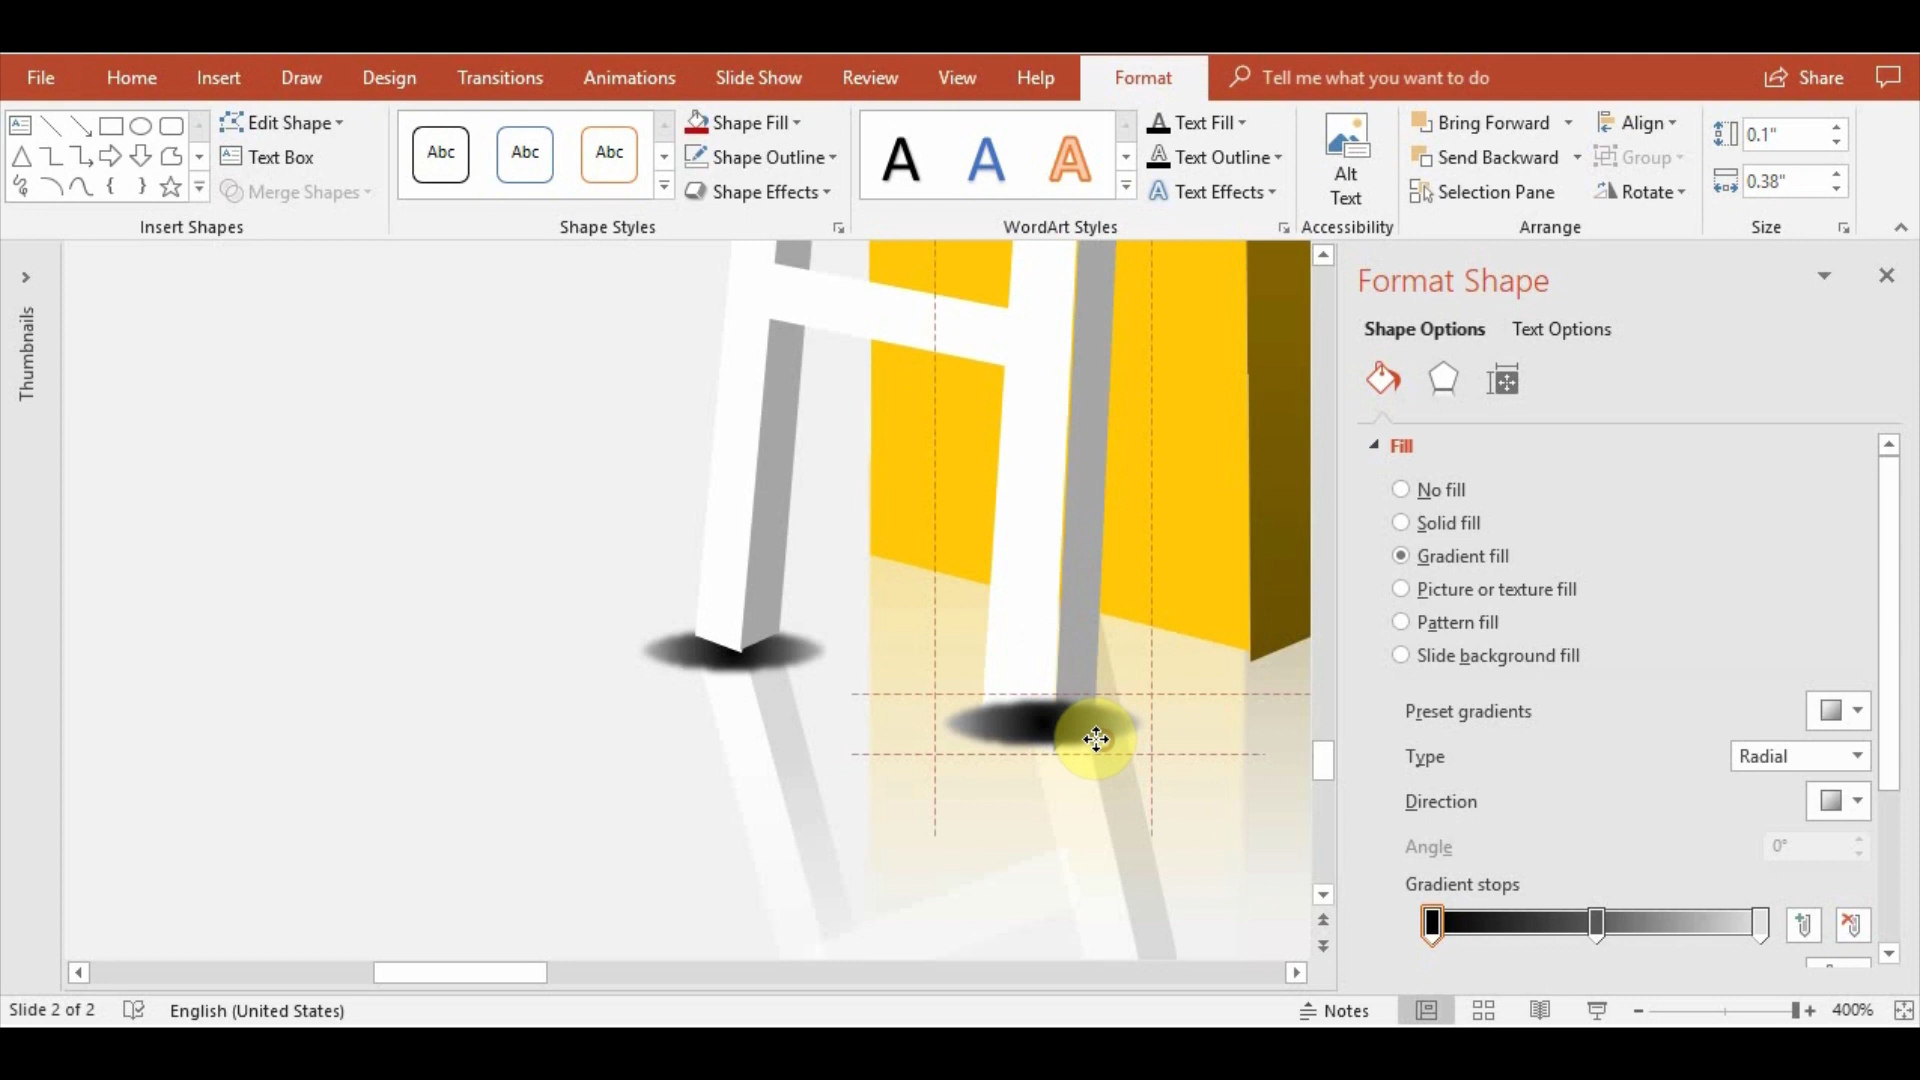 File Home Insert Draw Design Transitions Animations Slide Show Review View Help Format Tell me what you want to do Share
Edit Shape
Text Box
Merge Shapes
Insert Shapes
Abc Abc Abc
Shape Fill
Shape Outline
Shape Effects
Shape Styles
A A A
Text Fill
Text Outline
Text Effects
WordArt Styles
Alt
Text
Accessibility
Bring Forward
Send Backward
Selection Pane
Align
Group
Rotate
Arrange
0.1"
0.38"
Size
Thumbnails
Format Shape
Shape Options Text Options
Fill
No fill
Solid fill
Gradient fill
Picture or texture fill
Pattern fill
Slide background fill
Preset gradients
Type Radial
Direction
Angle 0°
Gradient stops
Slide 2 of 2 English (United States) Notes 400%